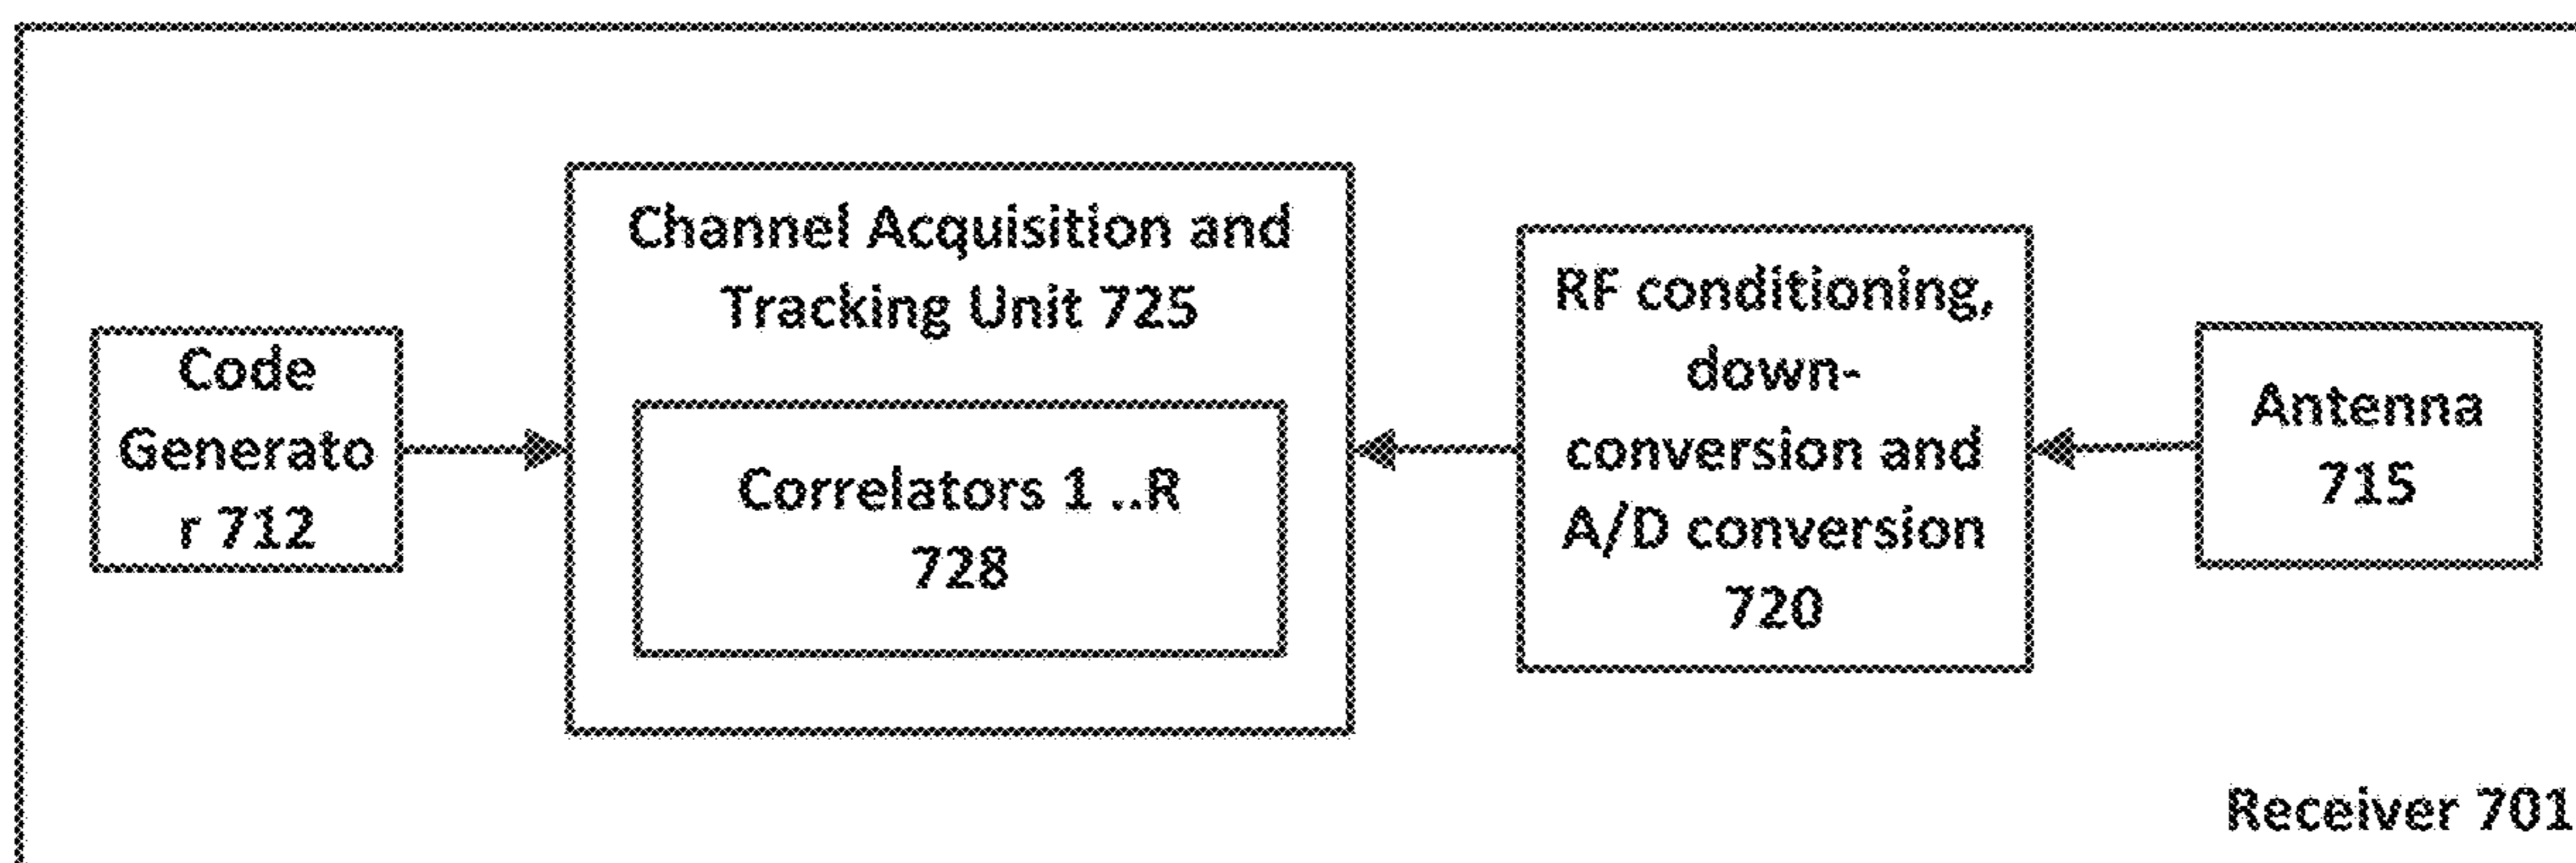 Code
Generato
r 712
Channel Acquisition and
Tracking Unit 725
Correlators 1 ..R
728
RF conditioning,
down-
conversion and
A/D conversion
720
Antenna
715
Receiver 701